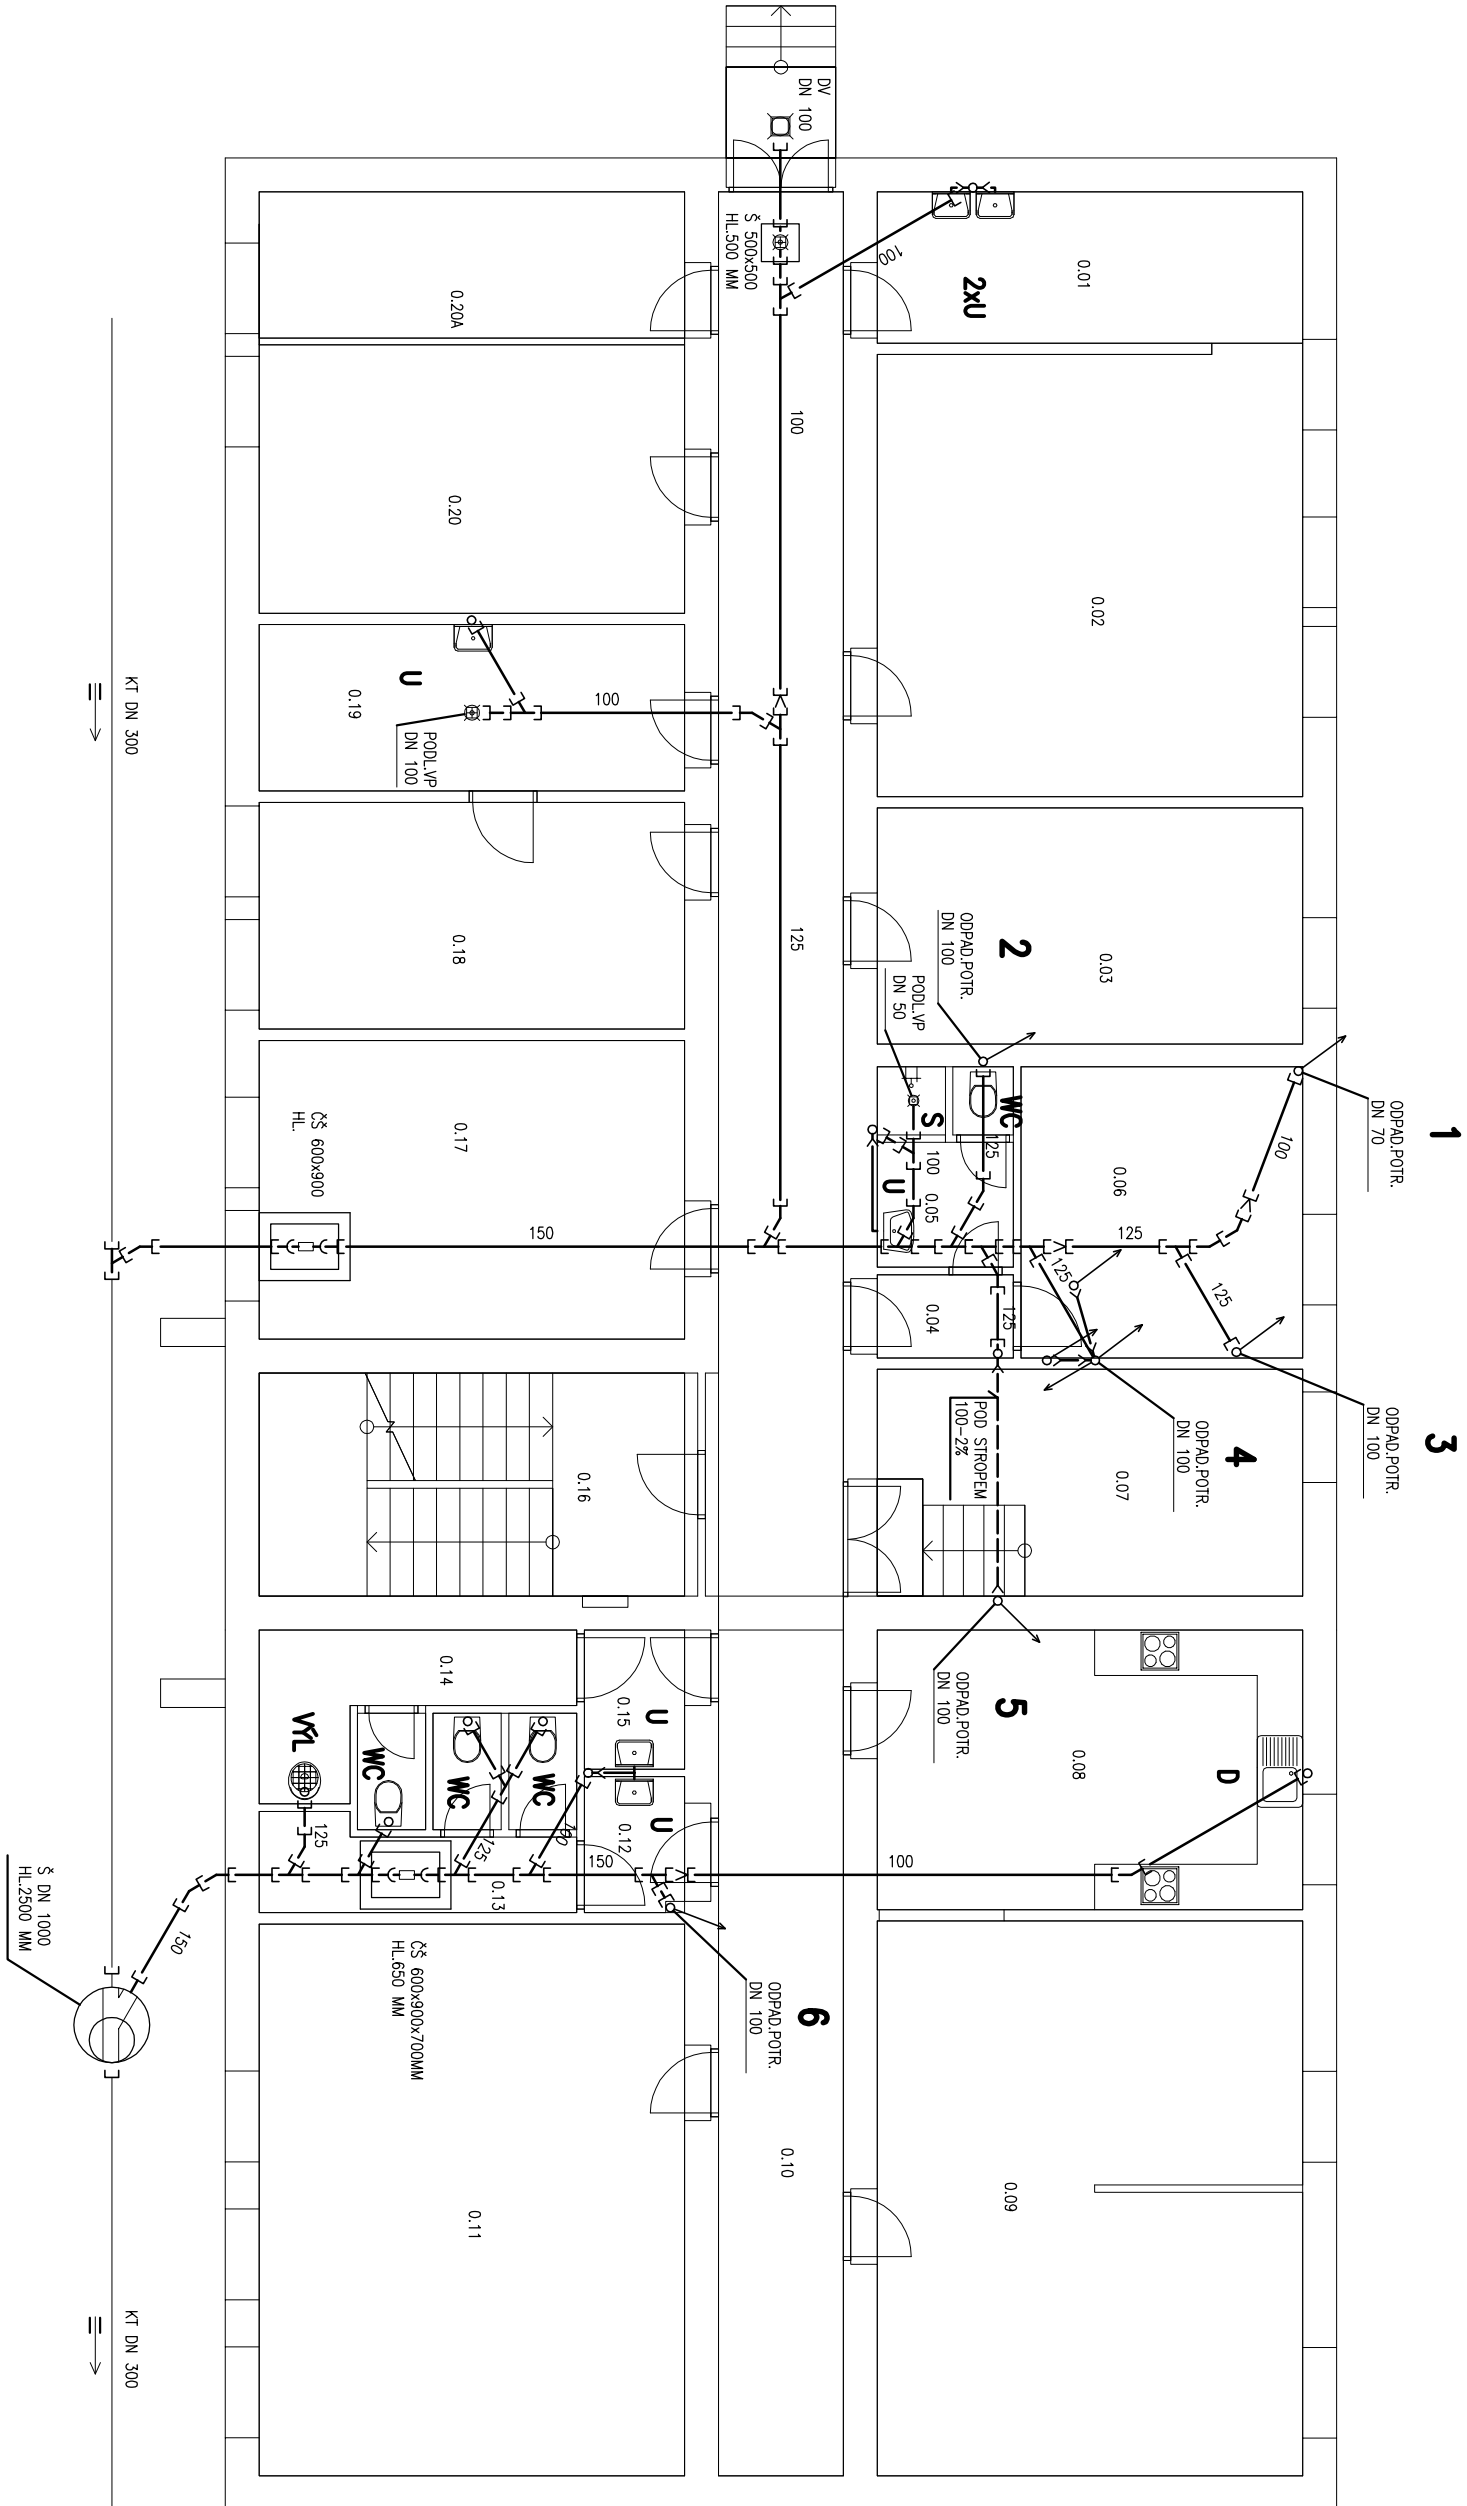 1
ODPAD.POTR.
DN 70
3
ODPAD.POTR.
DN 100
4
ODPAD.POTR.
DN 100
2
ODPAD.POTR.
DN 100
PODL.VP
DN 50
5
ODPAD.POTR.
DN 100
6
ODPAD.POTR.
DN 100
DV
DN 100
Š 500x500
HL.500 MM
2xU
100
0.01
0.02
0.03
0.06
100
125
125
125
WC
125
S
100
U
0.05
0.04
125
POD STROPEM
100-2%
0.07
0.08
D
100
0.09
0.10
100
125
0.20A
0.20
U
0.19
100
PODL.VP
DN 100
0.18
0.17
150
ČŠ 600x900
HL.
0.16
0.14
0.15
U
U
0.12
150
100
WC
WC
WC
125
VÝL
125
0.13
ČŠ 600x900x700MM
HL.650 MM
0.11
150
KT DN 300
KT DN 300
Š DN 1000
HL.2500 MM